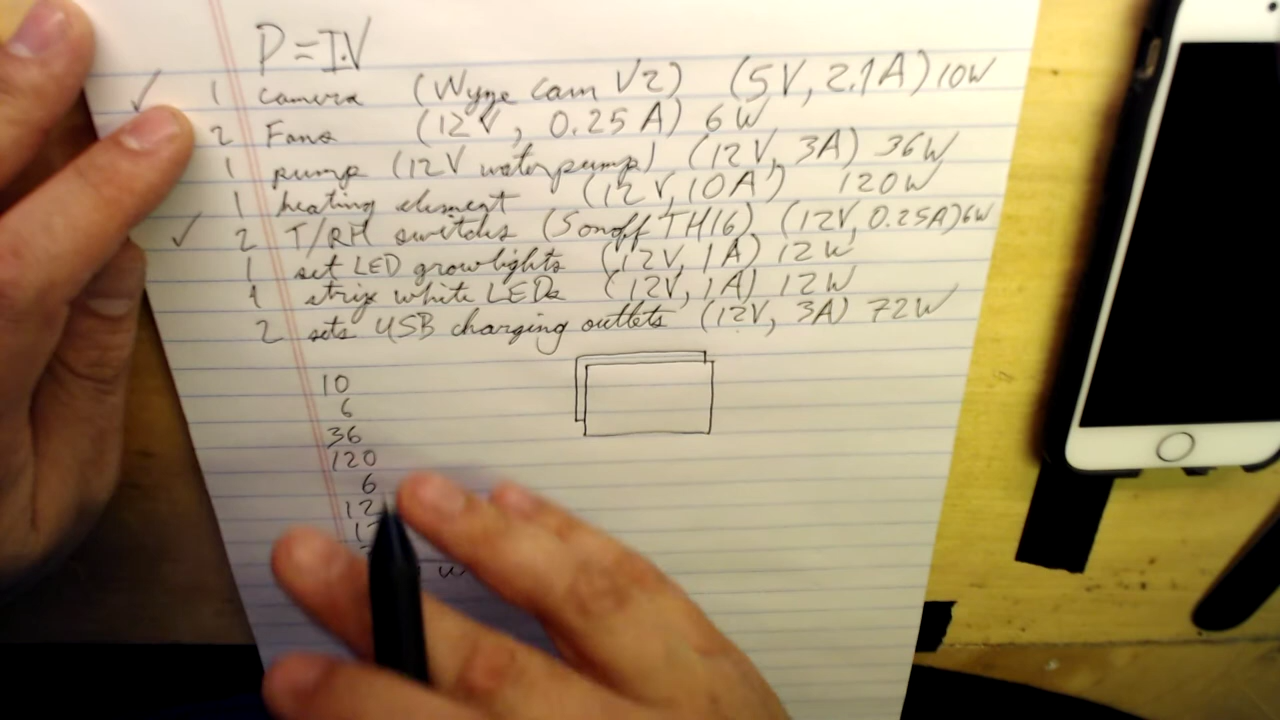 P = I·V
✓ 1 camera (Wyze cam V2) (5V, 2.1A) 10W
2 Fans (12V, 0.25A) 6W
1 pump (12V water pump) (12V, 3A) 36W
1 heating element (12V, 10A) 120W
✓ 2 T/RH switches (Sonoff TH16) (12V, 0.25A) 6W
1 set LED grow lights (12V, 1A) 12W
1 strip white LEDs (12V, 1A) 12W
2 sets USB charging outlets (12V, 3A) 72W
10
6
36
120
6
12
W